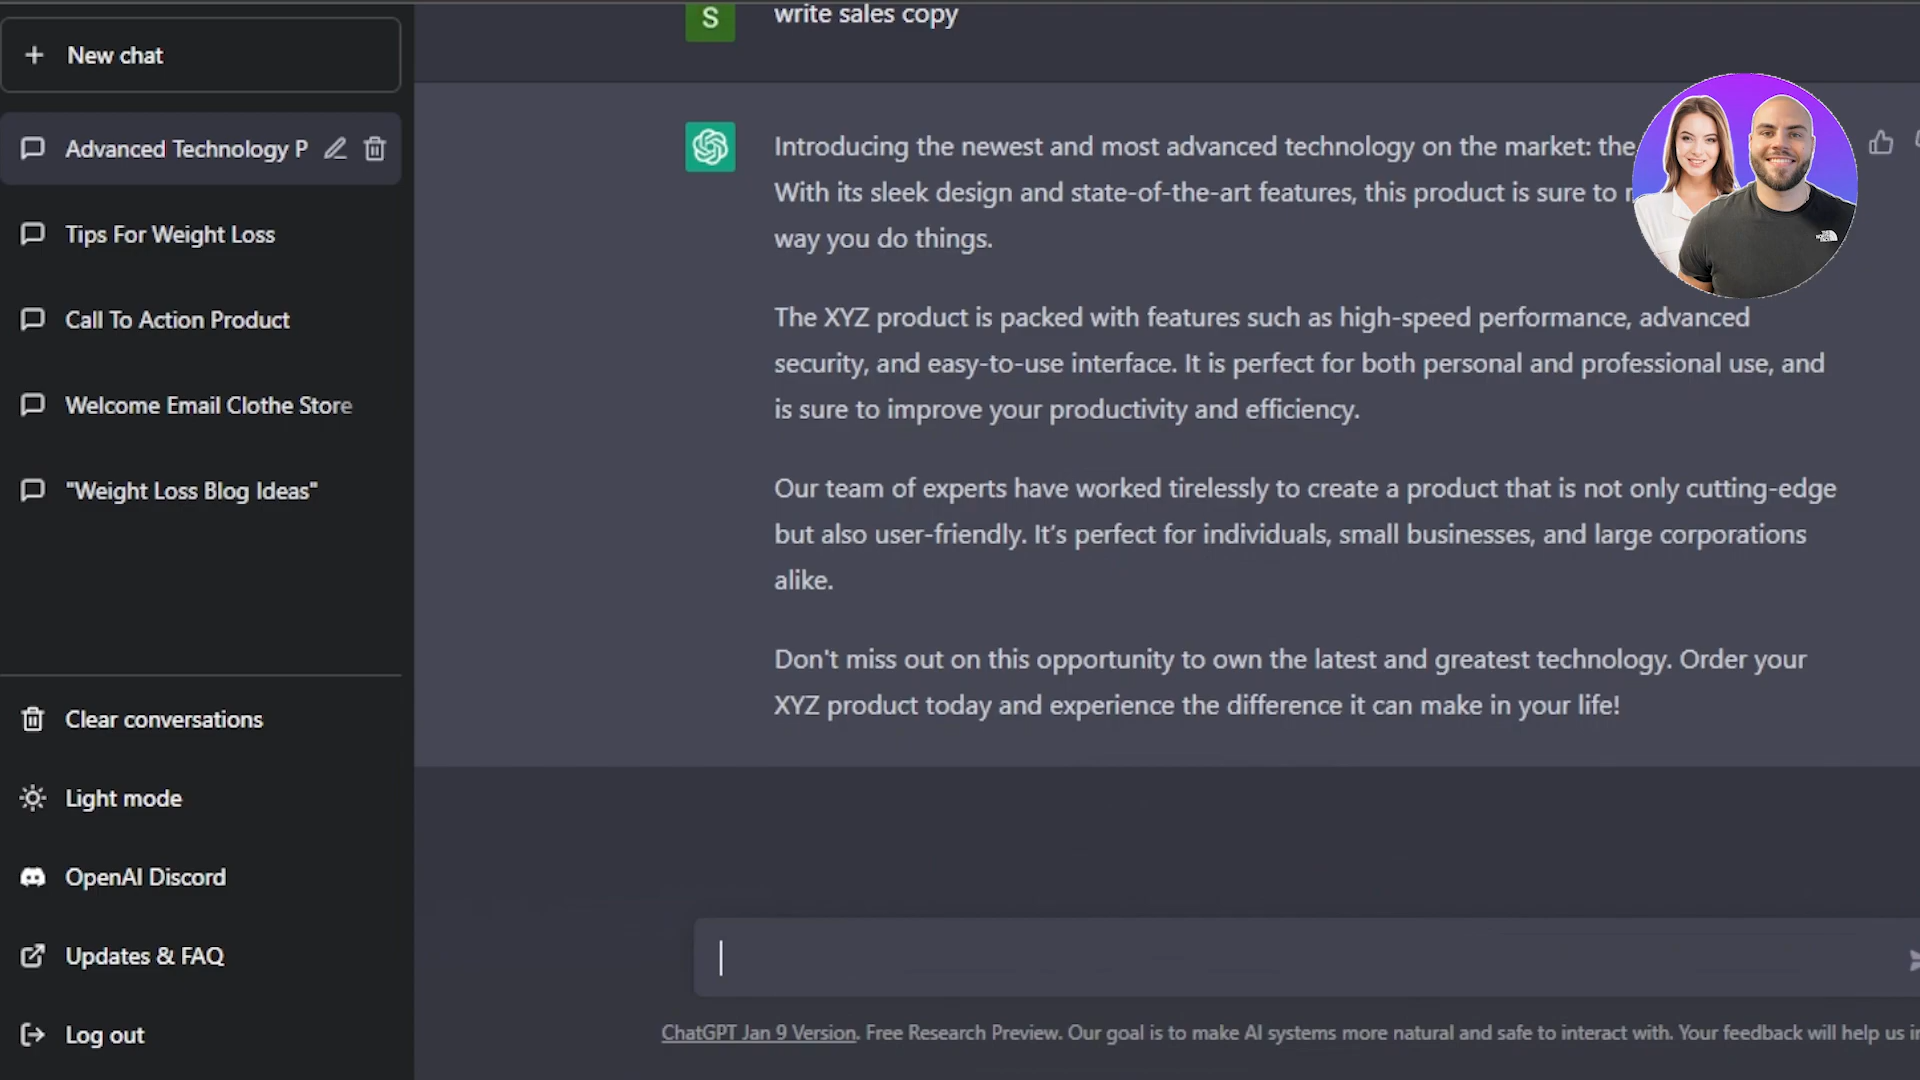 S
write sales copy
+ New chat
Advanced Technology P
Tips For Weight Loss
Call To Action Product
Welcome Email Clothe Store
"Weight Loss Blog Ideas"
Clear conversations
Light mode
OpenAI Discord
Updates & FAQ
Log out
Introducing the newest and most advanced technology on the market: the
With its sleek design and state-of-the-art features, this product is sure to
way you do things.
The XYZ product is packed with features such as high-speed performance, advanced
security, and easy-to-use interface. It is perfect for both personal and professional use, and
is sure to improve your productivity and efficiency.
Our team of experts have worked tirelessly to create a product that is not only cutting-edge
but also user-friendly. It’s perfect for individuals, small businesses, and large corporations
alike.
Don't miss out on this opportunity to own the latest and greatest technology. Order your
XYZ product today and experience the difference it can make in your life!
ChatGPT Jan 9 Version. Free Research Preview. Our goal is to make AI systems more natural and safe to interact with. Your feedback will help us